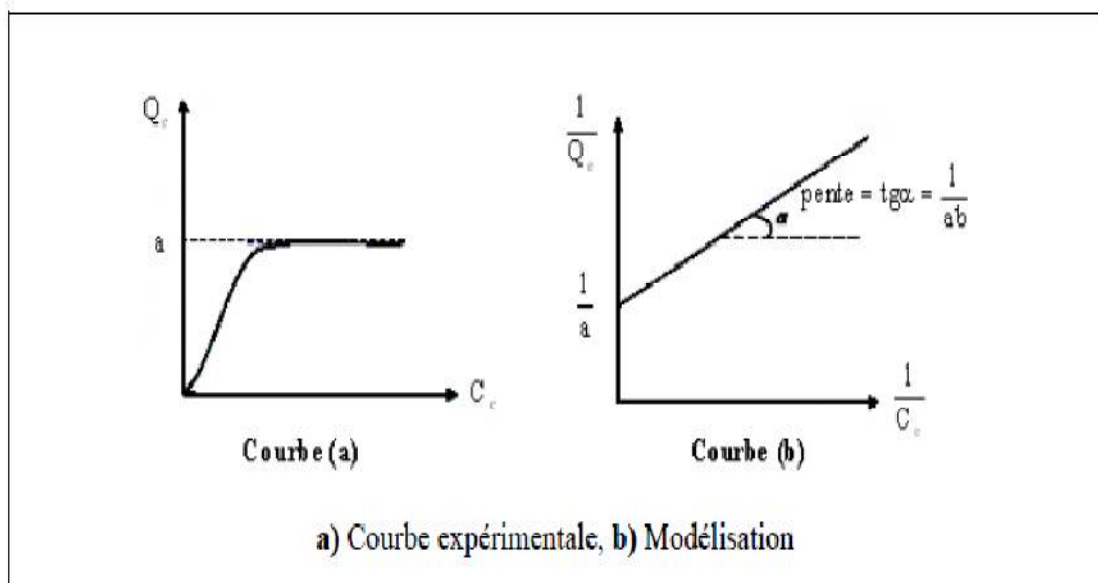 Qe
a
Ce
Courbe (a)
1
Qe
pente = tgα = 1
ab
α
1
a
1
Ce
Courbe (b)
a) Courbe expérimentale, b) Modélisation